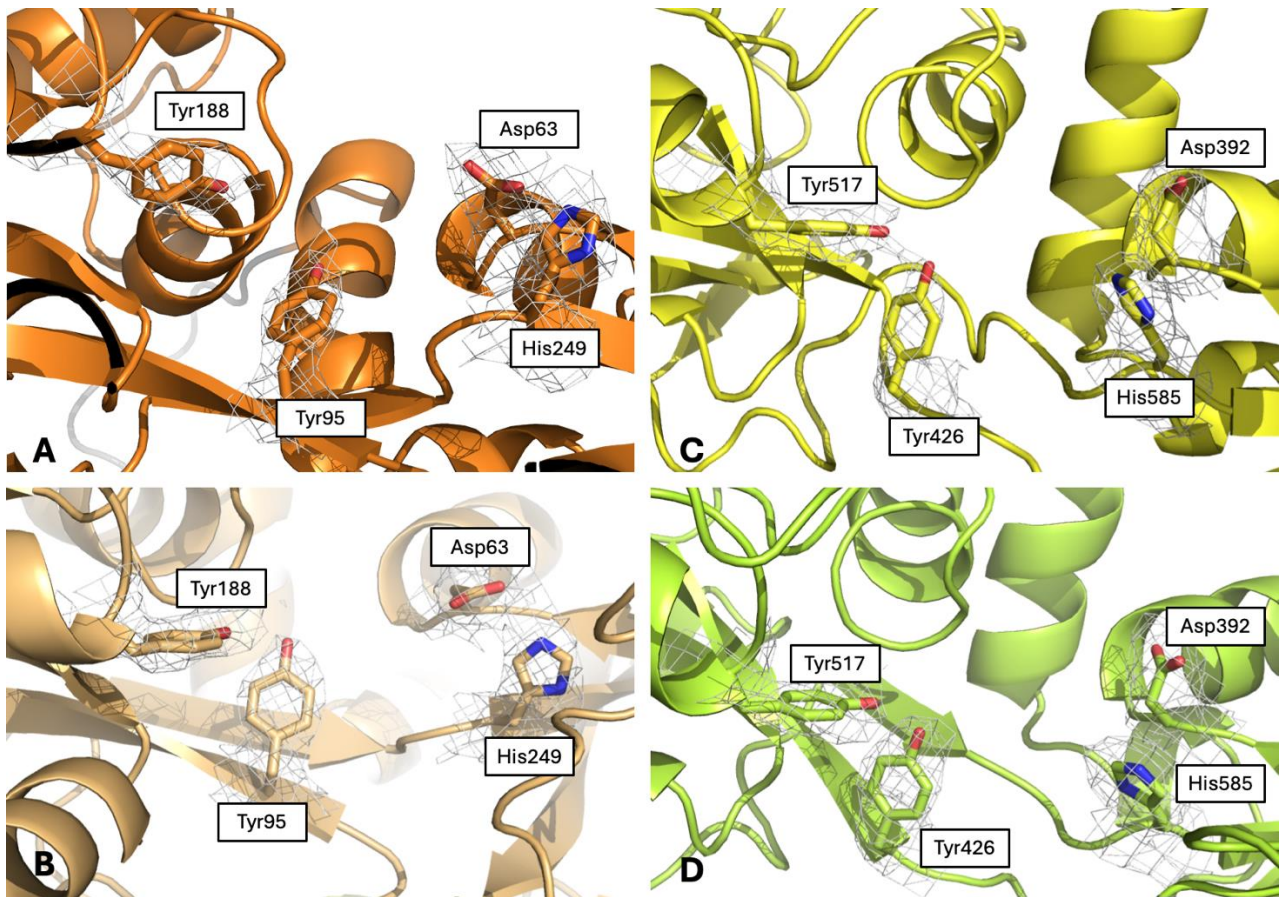 Tyr188
Asp63
His249
Tyr95
A
Tyr517
Asp392
His585
Tyr426
C
Asp63
Tyr188
His249
Tyr95
B
Asp392
Tyr517
His585
Tyr426
D